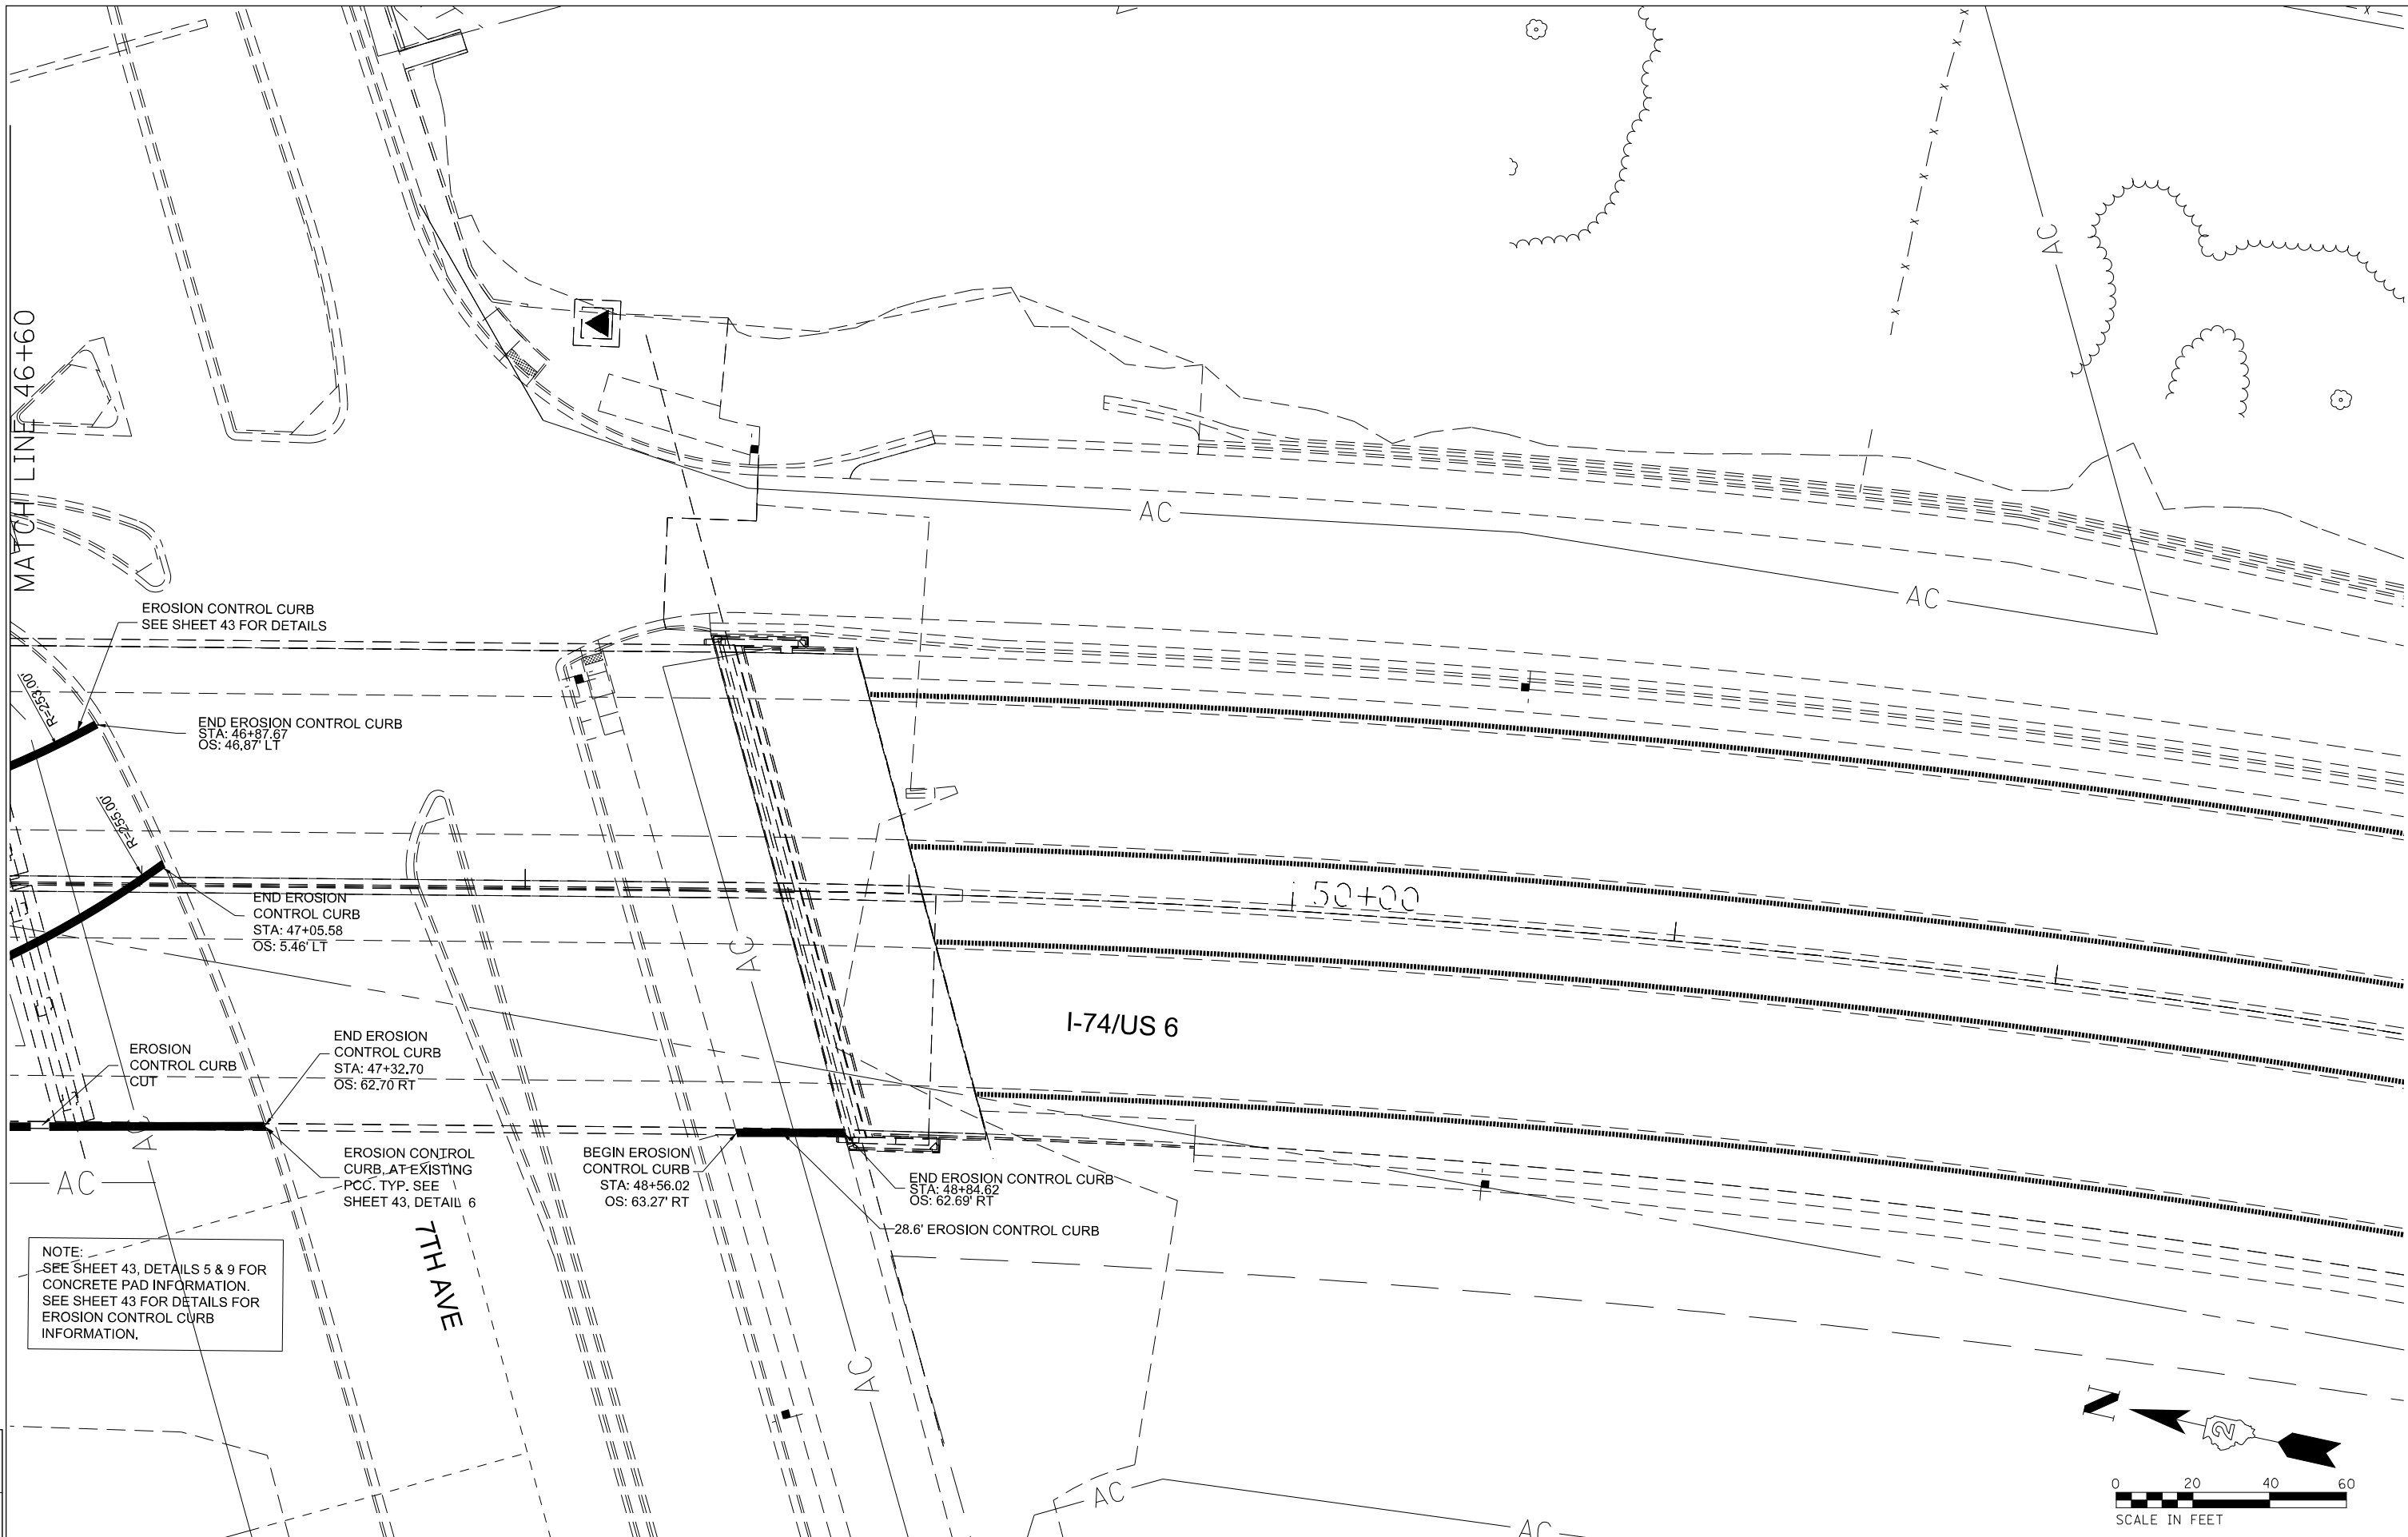 MATCH LINE 46+60
EROSION CONTROL CURB
SEE SHEET 43 FOR DETAILS
R=253.00'
END EROSION CONTROL CURB
STA: 46+87.67
OS: 46.87' LT
R=255.00'
END EROSION
CONTROL CURB
STA: 47+05.58
OS: 5.46' LT
EROSION
CONTROL CURB
CUT
END EROSION
CONTROL CURB
STA: 47+32.70
OS: 62.70 RT
EROSION CONTROL
CURB, AT EXISTING
PCC. TYP. SEE
SHEET 43, DETAIL 6
BEGIN EROSION
CONTROL CURB
STA: 48+56.02
OS: 63.27' RT
END EROSION CONTROL CURB
STA: 48+84.62
OS: 62.69' RT
28.6' EROSION CONTROL CURB
NOTE:
SEE SHEET 43, DETAILS 5 & 9 FOR
CONCRETE PAD INFORMATION.
SEE SHEET 43 FOR DETAILS FOR
EROSION CONTROL CURB
INFORMATION.
7TH AVE
I-74/US 6
50+00
AC
AC
AC
AC
AC
AC
AC
AC
AC
N
2
0 20 40 60
SCALE IN FEET